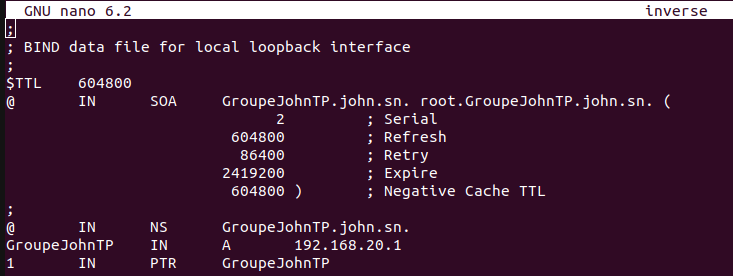 GNU nano 6.2 inverse
;
; BIND data file for local loopback interface
;
$TTL 604800
@ IN SOA GroupeJohnTP.john.sn. root.GroupeJohnTP.john.sn. (
2 ; Serial
604800 ; Refresh
86400 ; Retry
2419200 ; Expire
604800 ) ; Negative Cache TTL
;
@ IN NS GroupeJohnTP.john.sn.
GroupeJohnTP IN A 192.168.20.1
1 IN PTR GroupeJohnTP